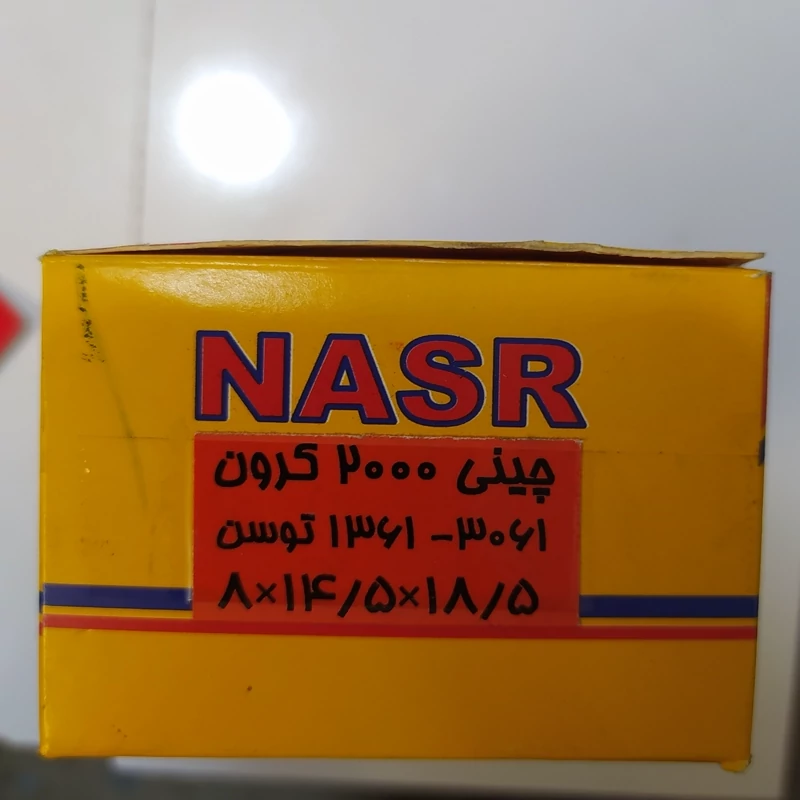 NASR
چینی ۲۰۰۰ کرون
۳۰۶۱ - ۱۳۶۱ توسن
۸×۱۴/۵×۱۸/۵